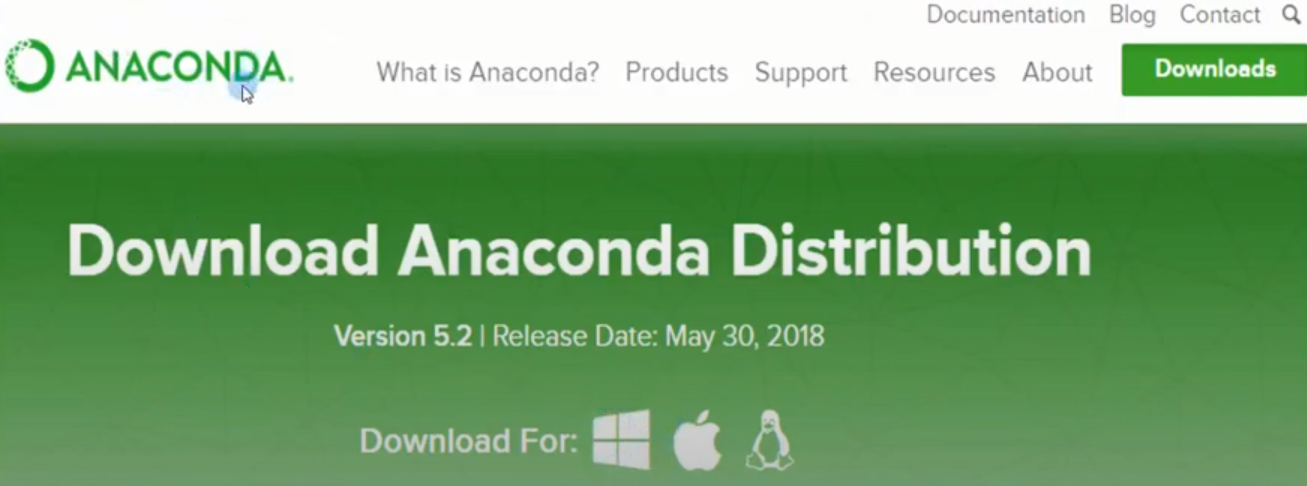 Documentation Blog Contact
ANACONDA.
What is Anaconda? Products Support Resources About Downloads
Download Anaconda Distribution
Version 5.2 | Release Date: May 30, 2018
Download For: